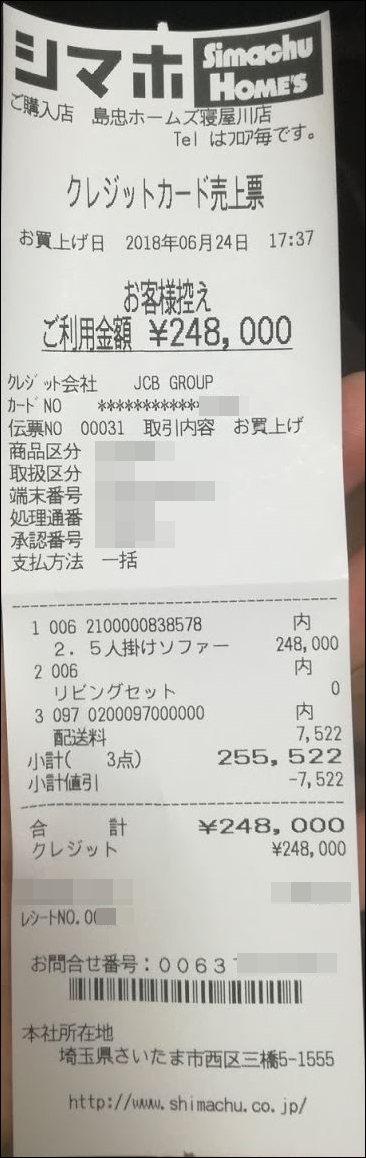 シマホ Simachu HOME'S
ご購入店 島忠ホームズ寝屋川店
Tel はフロア毎です。
クレジットカード売上票
お買上げ日 2018年06月24日 17:37
お客様控え
ご利用金額 ¥248,000
クレジット会社 JCB GROUP
カードNO ************
伝票NO 00031 取引内容 お買上げ
商品区分
取扱区分
端末番号
処理通番
承認番号
支払方法 一括
1 006 2100000838578 内
2.5人掛けソファー 248,000
2 006 内
リビングセット 0
3 097 0200097000000 内
配送料 7,522
小計( 3点) 255,522
小計値引 -7,522
合 計 ¥248,000
クレジット ¥248,000
レシートNO.00
お問合せ番号:00637
本社所在地
埼玉県さいたま市西区三橋5-1555
http://www.shimachu.co.jp/